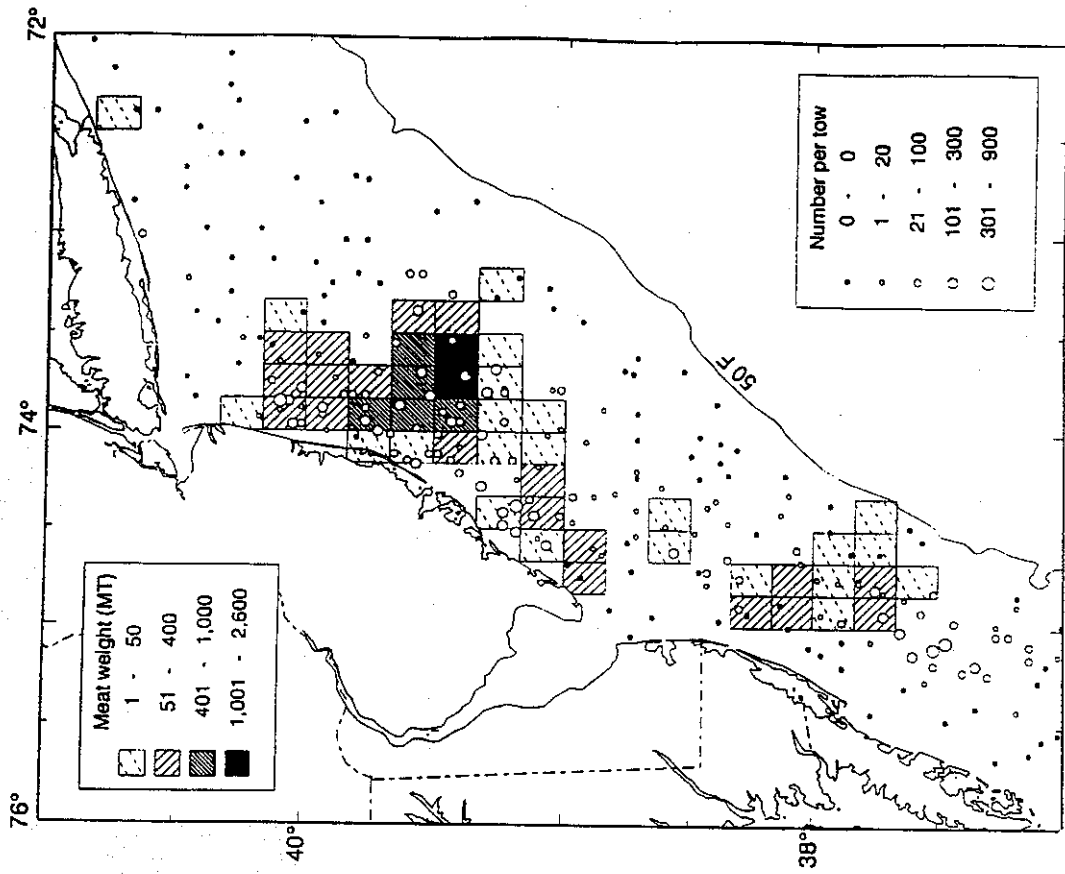 76°
74°
72°
40°
38°
Meat weight (MT)
1 - 50
51 - 400
401 - 1,000
1,001 - 2,600
50 F
Number per tow
0 - 0
1 - 20
21 - 100
101 - 300
301 - 900